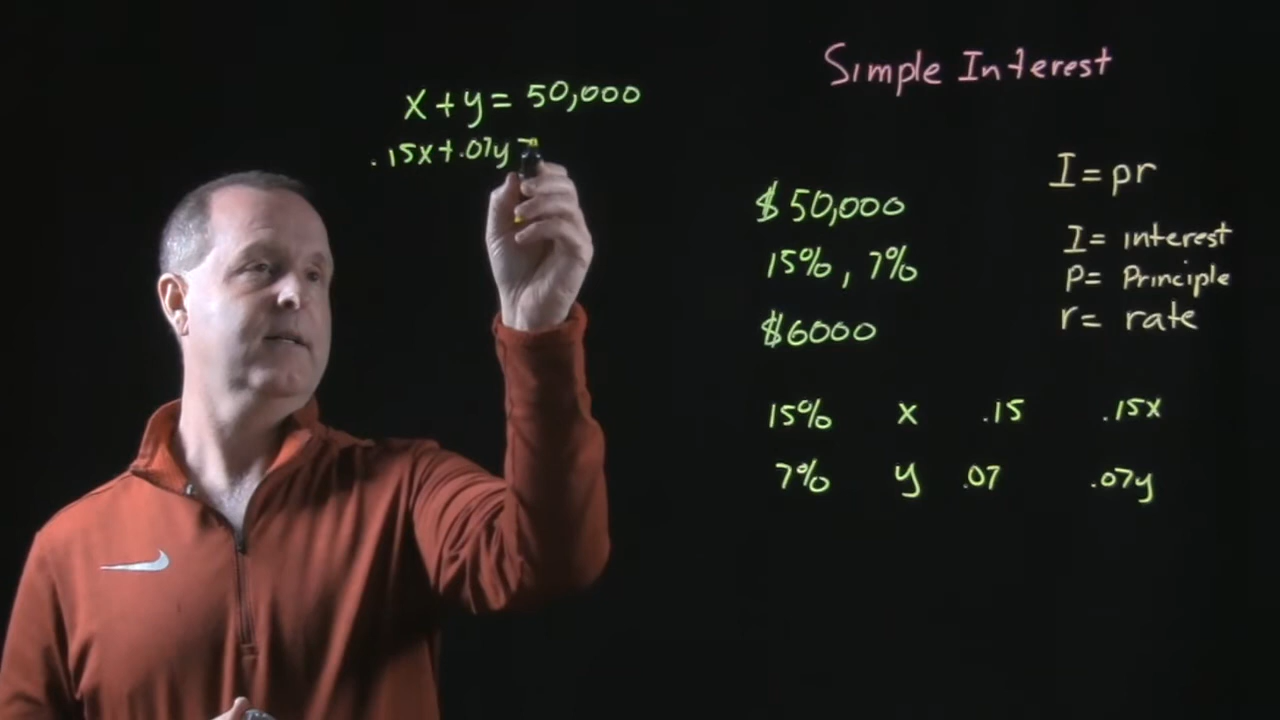 x + y = 50,000
.15x + .07y =
Simple Interest
I = pr
I = interest
P = Principle
r = rate
$50,000
15%, 7%
$6000
15% x .15 .15x
7% y .07 .07y